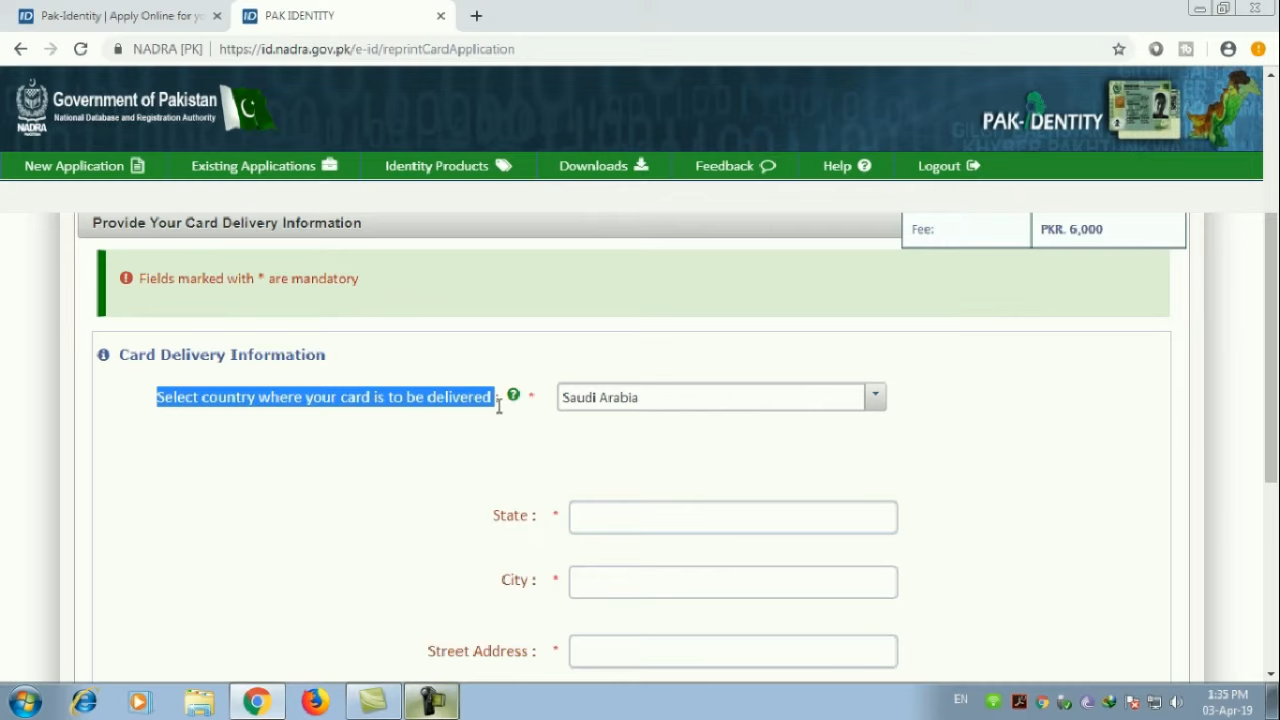 Pak-Identity | Apply Online for yo
PAK IDENTITY
NADRA [PK] | https://id.nadra.gov.pk/e-id/reprintCardApplication
Government of Pakistan
National Database and Registration Authority
NADRA
PAK-IDENTITY
New Application
Existing Applications
Identity Products
Downloads
Feedback
Help
Logout
Provide Your Card Delivery Information
Fee:
PKR. 6,000
Fields marked with * are mandatory
Card Delivery Information
Select country where your card is to be delivered : *
Saudi Arabia
State : *
City : *
Street Address : *
EN
1:35 PM
03-Apr-19